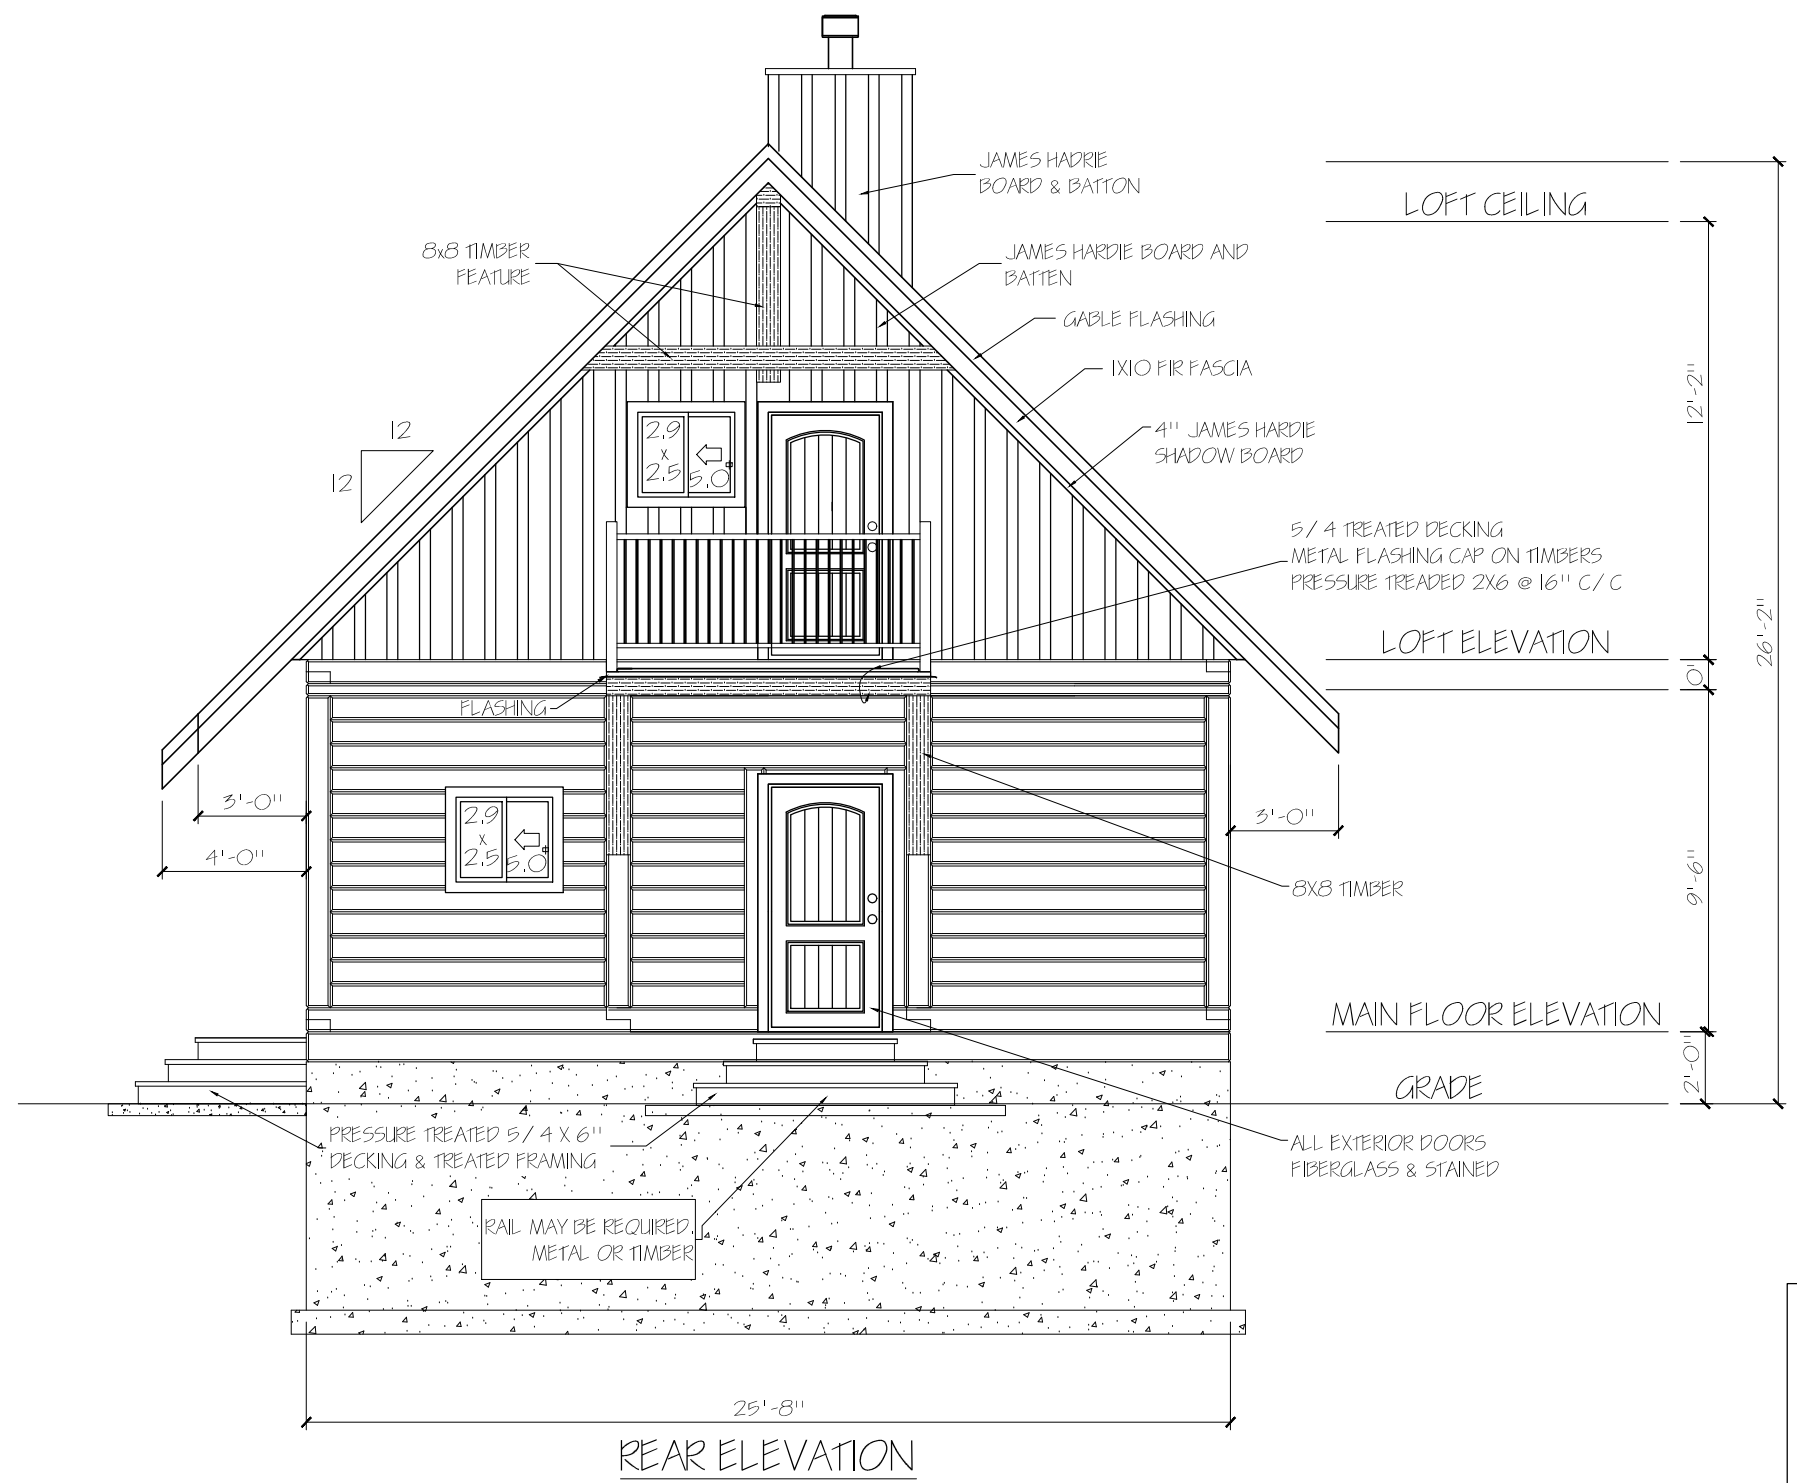 JAMES HADRIE
BOARD & BATTON
LOFT CEILING
8x8 TIMBER
FEATURE
JAMES HARDIE BOARD AND
BATTEN
GABLE FLASHING
1X10 FIR FASCIA
12'-2"
12
12
2.9
x
2.5
5.0
4" JAMES HARDIE
SHADOW BOARD
5/4 TREATED DECKING
METAL FLASHING CAP ON TIMBERS
PRESSURE TREADED 2X6 @ 16" C/C
LOFT ELEVATION
26'-2"
FLASHING
3'-0"
4'-0"
2.9
x
2.5
5.0
3'-0"
8X8 TIMBER
9'-6"
MAIN FLOOR ELEVATION
2'-0"
GRADE
PRESSURE TREATED 5/4 X 6"
DECKING & TREATED FRAMING
ALL EXTERIOR DOORS
FIBERGLASS & STAINED
RAIL MAY BE REQUIRED,
METAL OR TIMBER
25'-8"
REAR ELEVATION